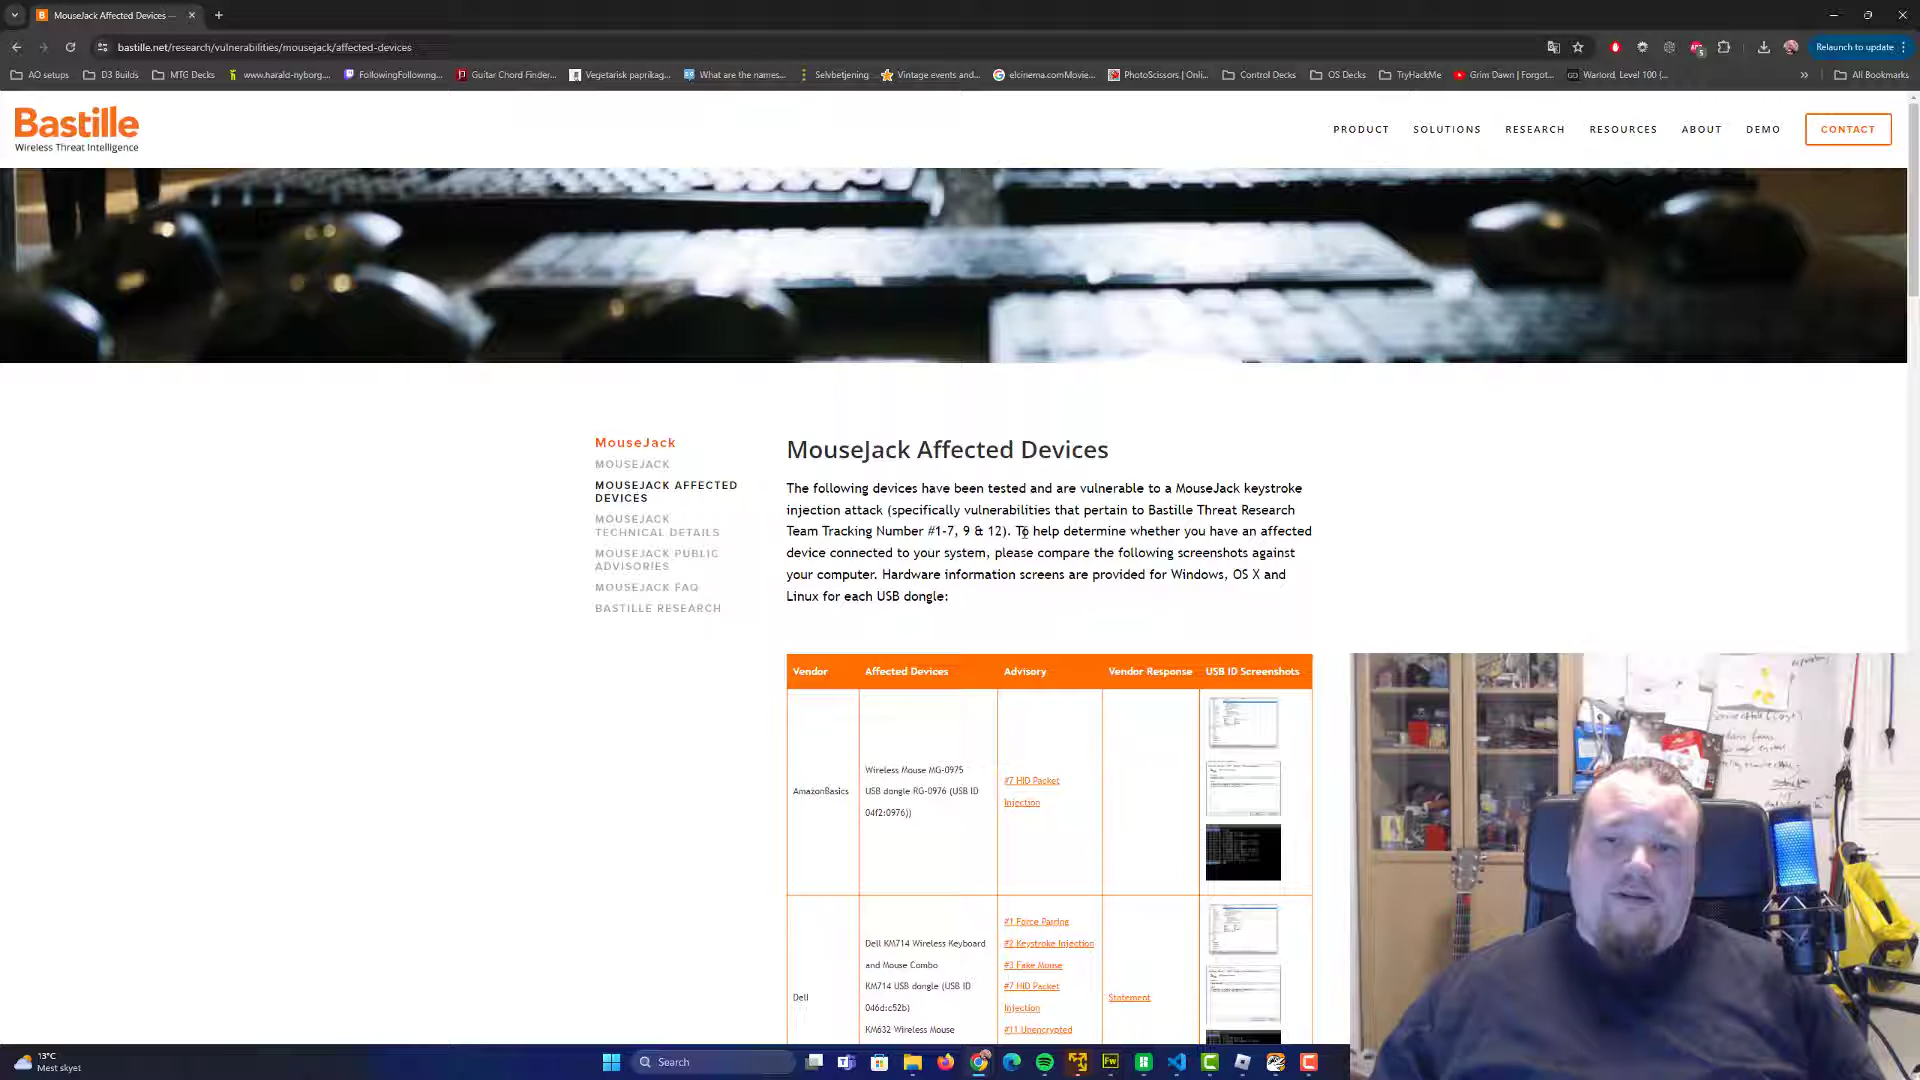 MouseJack Affected Devices —
bastille.net/research/vulnerabilities/mousejack/affected-devices
Relaunch to update
AO setups
D3 Builds
MTG Decks
www.harald-nyborg...
FollowingFollowing...
Guitar Chord Finder...
Vegetarisk paprikag...
What are the names...
Selvbetjening
Vintage events and...
elcinema.comMovie...
PhotoScissors | Onli...
Control Decks
OS Decks
TryHackMe
Grim Dawn | Forgot...
Warlord, Level 100 (...
All Bookmarks
Bastille
Wireless Threat Intelligence
PRODUCT
SOLUTIONS
RESEARCH
RESOURCES
ABOUT
DEMO
CONTACT
MouseJack
MOUSEJACK
MOUSEJACK AFFECTED
DEVICES
MOUSEJACK
TECHNICAL DETAILS
MOUSEJACK PUBLIC
ADVISORIES
MOUSEJACK FAQ
BASTILLE RESEARCH
MouseJack Affected Devices
The following devices have been tested and are vulnerable to a MouseJack keystroke
injection attack (specifically vulnerabilities that pertain to Bastille Threat Research
Team Tracking Number #1-7, 9 & 12). To help determine whether you have an affected
device connected to your system, please compare the following screenshots against
your computer. Hardware information screens are provided for Windows, OS X and
Linux for each USB dongle:
Vendor
Affected Devices
Advisory
Vendor Response
USB ID Screenshots
AmazonBasics
Wireless Mouse MG-0975
USB dongle RG-0976 (USB ID
04f2:0976))
#7 HID Packet
Injection
Dell
Dell KM714 Wireless Keyboard
and Mouse Combo
KM714 USB dongle (USB ID
046d:c52b)
KM632 Wireless Mouse
#1 Force Pairing
#2 Keystroke Injection
#3 Fake Mouse
#7 HID Packet
Injection
#11 Unencrypted
Statement
13°C
Mest skyet
Search